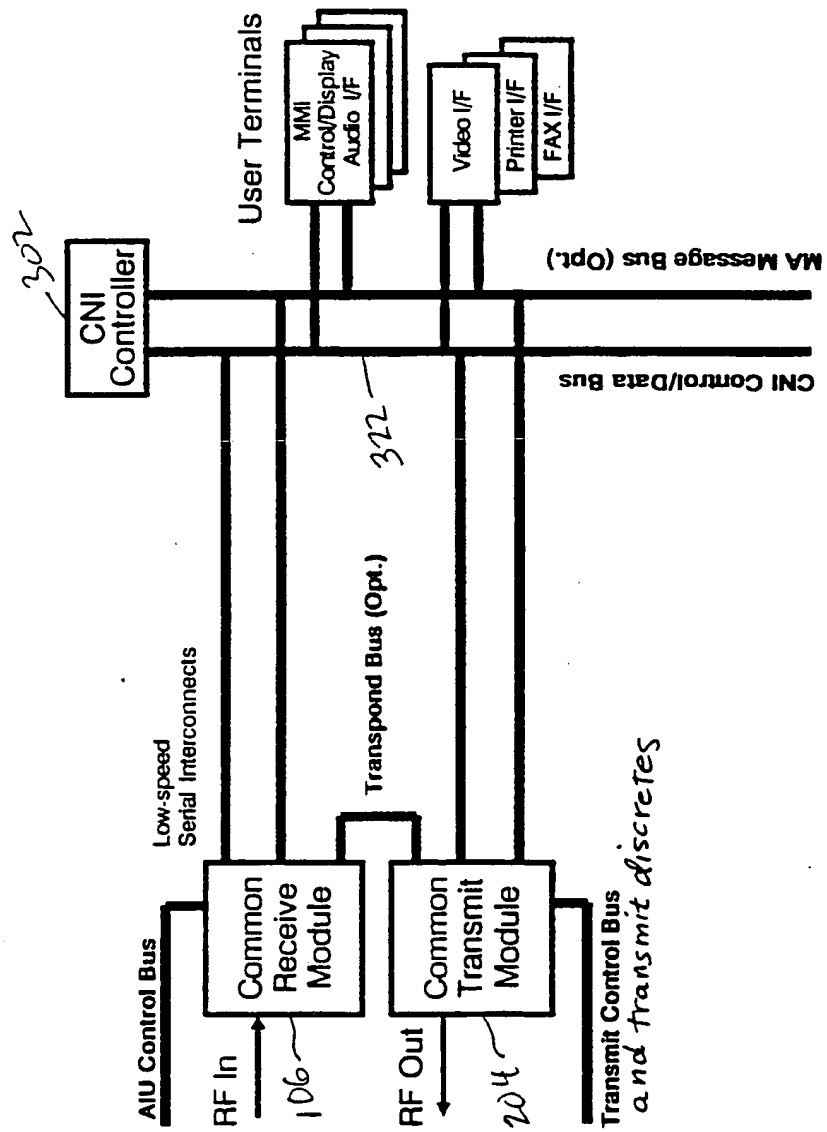 AIU Control Bus
RF In
106
Common
Receive
Module
Low-speed
Serial Interconnects
Transpond Bus (Opt.)
RF Out
204
Common
Transmit
Module
Transmit Control Bus
and transmit discretes
302
CNI
Controller
322
User Terminals
MMI
Control/Display
Audio I/F
Video I/F
Printer I/F
FAX I/F
CNI Control/Data Bus
MA Message Bus (Opt.)